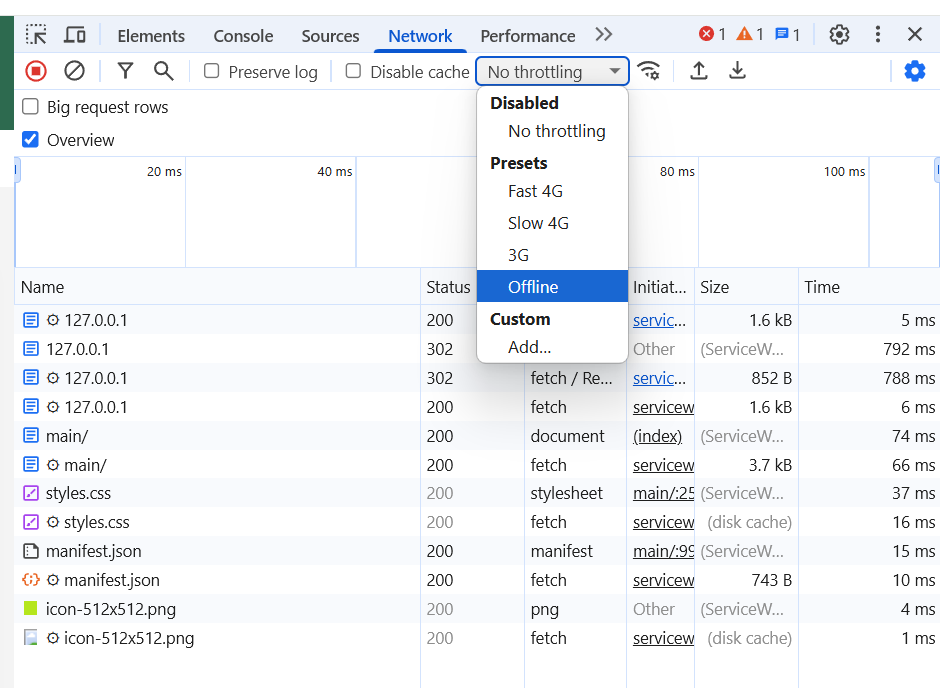 Elements Console Sources Network Performance 1 1 1
Preserve log Disable cache No throttling
Big request rows
Overview
Disabled
No throttling
Presets
Fast 4G
Slow 4G
3G
Offline
Custom
Add...
20 ms 40 ms 80 ms 100 ms
Name Status Initiat... Size Time
127.0.0.1 200 servic... 1.6 kB 5 ms
127.0.0.1 302 Other (ServiceW... 792 ms
127.0.0.1 302 fetch / Re... servic... 852 B 788 ms
127.0.0.1 200 fetch servicew 1.6 kB 6 ms
main/ 200 document (index) (ServiceW... 74 ms
main/ 200 fetch servicew 3.7 kB 66 ms
styles.css 200 stylesheet main/:25 (ServiceW... 37 ms
styles.css 200 fetch servicew (disk cache) 16 ms
manifest.json 200 manifest main/:99 (ServiceW... 15 ms
manifest.json 200 fetch servicew 743 B 10 ms
icon-512x512.png 200 png Other (ServiceW... 4 ms
icon-512x512.png 200 fetch servicew (disk cache) 1 ms